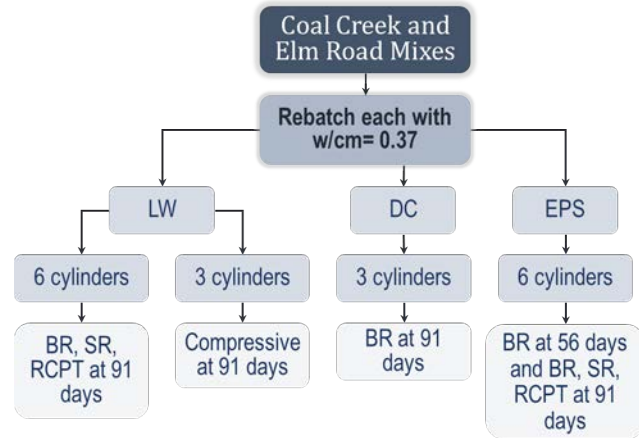 Coal Creek and
Elm Road Mixes
Rebatch each with
w/cm= 0.37
LW
DC
EPS
6 cylinders
3 cylinders
3 cylinders
6 cylinders
BR, SR,
RCPT at 91
days
Compressive
at 91 days
BR at 91
days
BR at 56 days
and BR, SR,
RCPT at 91
days